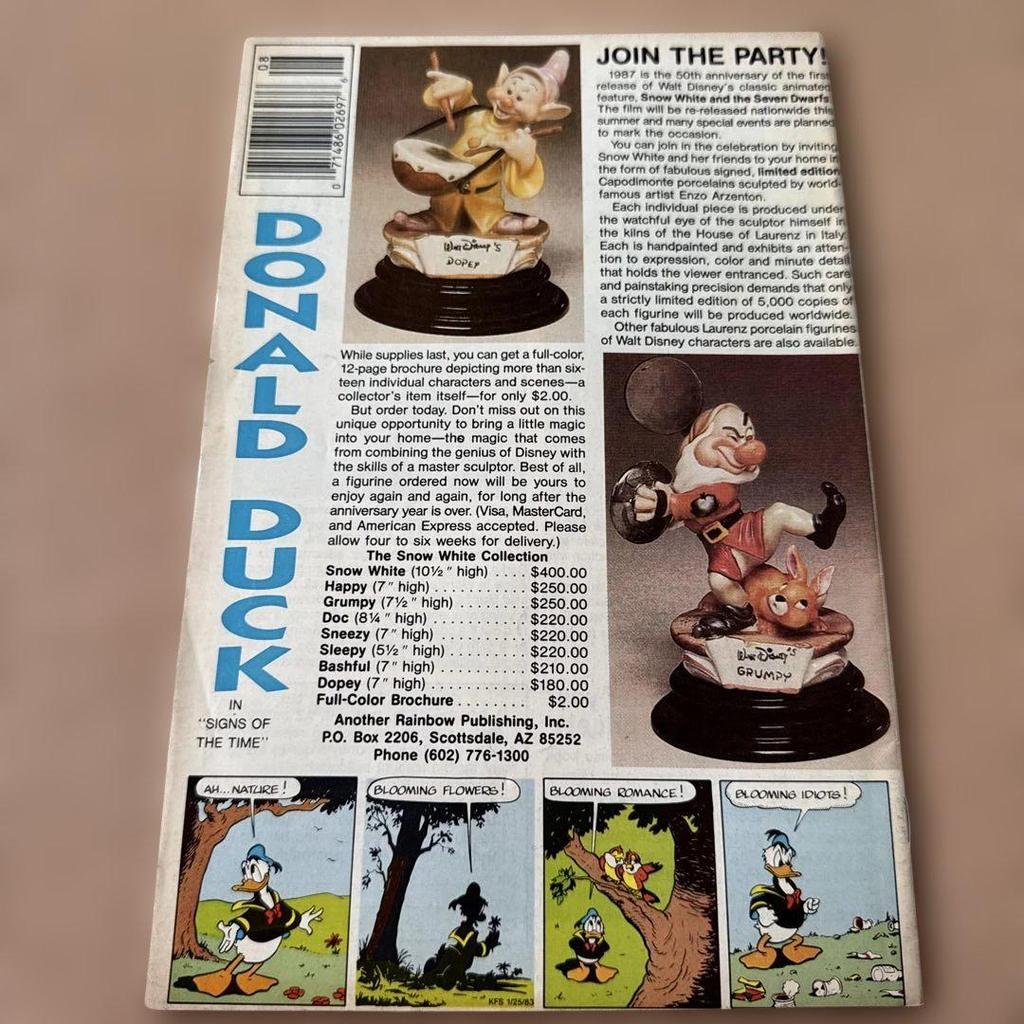 08
0 71486 02697 6
DONALD DUCK
IN
"SIGNS OF
THE TIME"
Walt Disney's
DOPEY
JOIN THE PARTY!
1987 is the 50th anniversary of the first
release of Walt Disney's classic animated
feature, Snow White and the Seven Dwarfs.
The film will be re-released nationwide this
summer and many special events are planned
to mark the occasion.
You can join in the celebration by inviting
Snow White and her friends to your home in
the form of fabulous signed, limited edition
Capodimonte porcelains sculpted by world-
famous artist Enzo Arzenton.
Each individual piece is produced under
the watchful eye of the sculptor himself in
the kilns of the House of Laurenz in Italy.
Each is handpainted and exhibits an atten-
tion to expression, color and minute detail
that holds the viewer entranced. Such care
and painstaking precision demands that only
a strictly limited edition of 5,000 copies of
each figurine will be produced worldwide.
Other fabulous Laurenz porcelain figurines
of Walt Disney characters are also available.
While supplies last, you can get a full-color,
12-page brochure depicting more than six-
teen individual characters and scenes—a
collector's item itself—for only $2.00.
But order today. Don't miss out on this
unique opportunity to bring a little magic
into your home—the magic that comes
from combining the genius of Disney with
the skills of a master sculptor. Best of all,
a figurine ordered now will be yours to
enjoy again and again, for long after the
anniversary year is over. (Visa, MasterCard,
and American Express accepted. Please
allow four to six weeks for delivery.)
The Snow White Collection
Snow White (10½" high) .... $400.00
Happy (7" high) ........... $250.00
Grumpy (7½" high) ......... $250.00
Doc (8¼" high) ............ $220.00
Sneezy (7" high) .......... $220.00
Sleepy (5½" high) ......... $220.00
Bashful (7" high) ......... $210.00
Dopey (7" high) ........... $180.00
Full-Color Brochure ........ $2.00
Another Rainbow Publishing, Inc.
P.O. Box 2206, Scottsdale, AZ 85252
Phone (602) 776-1300
Walt Disney's
GRUMPY
AH...NATURE!
BLOOMING FLOWERS!
KFS 1/25/83
BLOOMING ROMANCE!
BLOOMING IDIOTS!